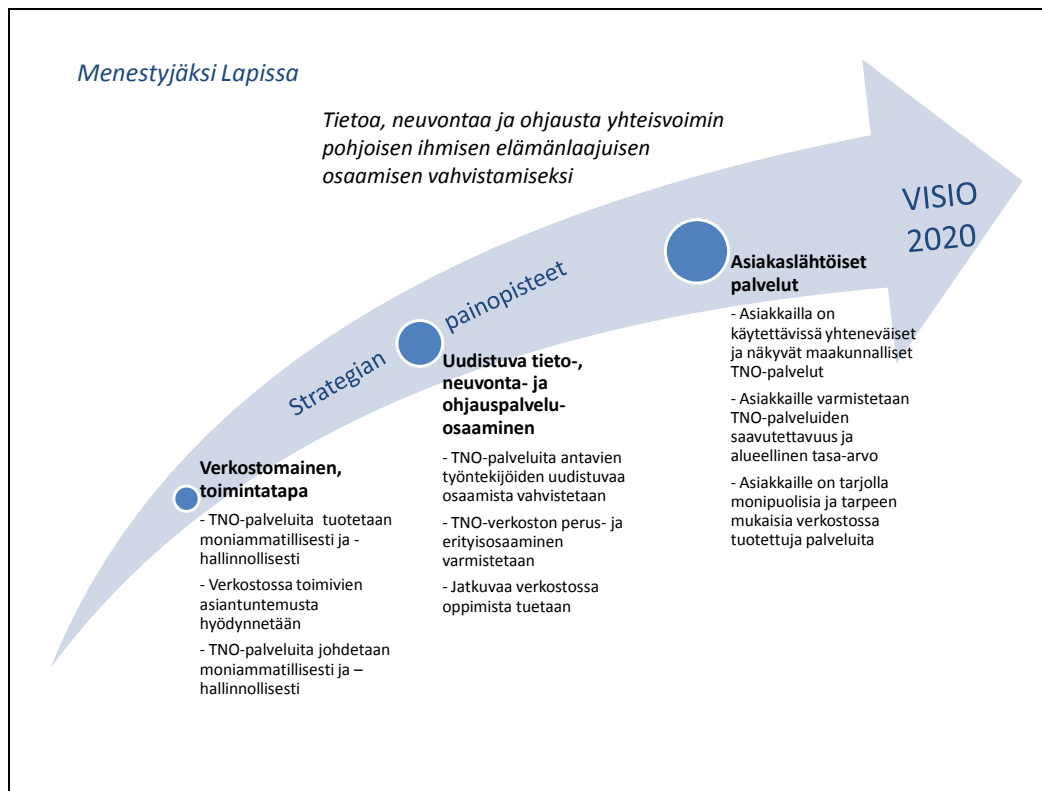 Menestyjäksi Lapissa
Tietoa, neuvontaa ja ohjausta yhteisvoimin
pohjoisen ihmisen elämönlaajuisen
osaamisen vahvistamiseksi
VISIO
2020
Strategian painopisteet
Verkostomainen,
toimintatapa
- TNO-palveluita tuotetaan
moniammatillisesti ja -
hallinnollisesti
- Verkostossa toimivien
asiantuntemusta
hyödynnetään
- TNO-palveluita johdetaan
moniammatillisesti ja –
hallinnollisesti
Uudistuva tieto-,
neuvonta- ja
ohjauspalvelu-
osaaminen
- TNO-palveluita antavien
työntekijöiden uudistuvaa
osaamista vahvistetaan
- TNO-verkoston perus- ja
erityisosaaminen
varmistetaan
- Jatkuvaa verkostossa
oppimista tuetaan
Asiakaslähtöiset
palvelut
- Asiakkailla on
käytettävissä yhteneväiset
ja näkyvät maakunnalliset
TNO-palvelut
- Asiakkaille varmistetaan
TNO-palveluiden
saavutettavuus ja
alueellinen tasa-arvo
- Asiakkaille on tarjolla
monipuolisia ja tarpeen
mukaisia verkostossa
tuotettuja palveluita